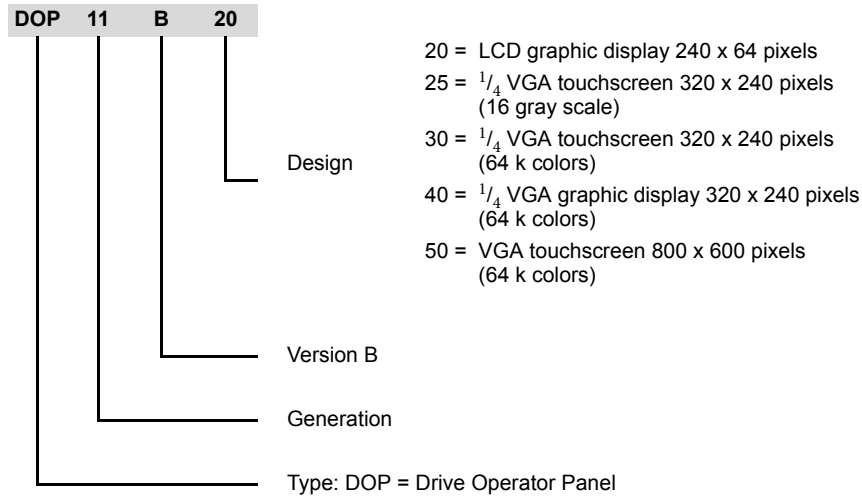 DOP 11 B 20
20 = LCD graphic display 240 x 64 pixels
25 = 1/4 VGA touchscreen 320 x 240 pixels
(16 gray scale)
30 = 1/4 VGA touchscreen 320 x 240 pixels
(64 k colors)
Design
40 = 1/4 VGA graphic display 320 x 240 pixels
(64 k colors)
50 = VGA touchscreen 800 x 600 pixels
(64 k colors)
Version B
Generation
Type: DOP = Drive Operator Panel